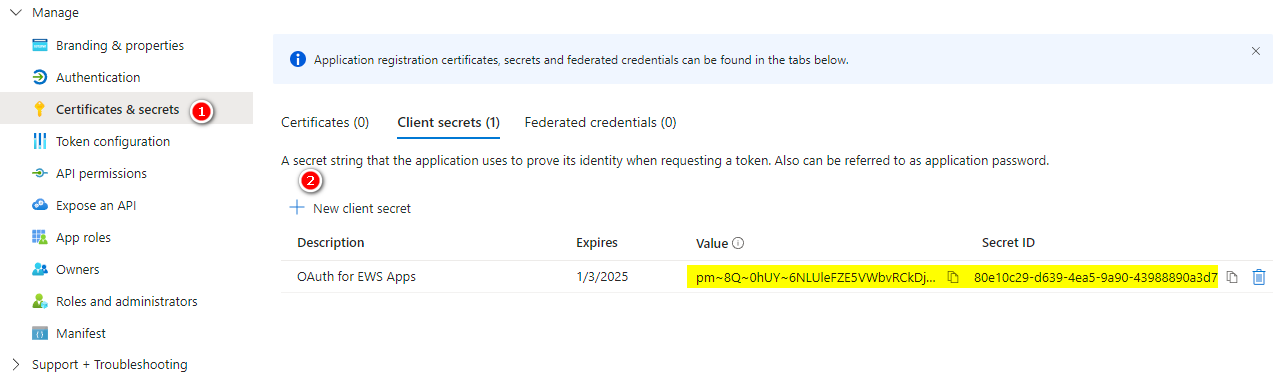 Manage
Branding & properties
Authentication
Certificates & secrets
1
Token configuration
API permissions
Expose an API
App roles
Owners
Roles and administrators
Manifest
Support + Troubleshooting
Application registration certificates, secrets and federated credentials can be found in the tabs below.
Certificates (0) Client secrets (1) Federated credentials (0)
A secret string that the application uses to prove its identity when requesting a token. Also can be referred to as application password.
2
New client secret
Description Expires Value Secret ID
OAuth for EWS Apps 1/3/2025 pm~8Q~0hUY~6NLUleFZE5VWbvRCkDj... 80e10c29-d639-4ea5-9a90-43988890a3d7